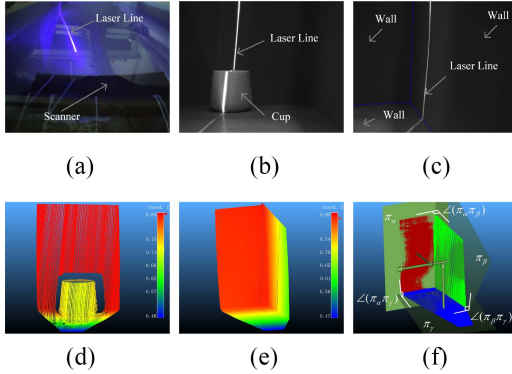 Laser Line
Scanner
(a)
Laser Line
Cup
(b)
Wall
Wall
Laser Line
Wall
(c)
(d)
(e)
π_α
∠(π_α π_β)
π_β
∠(π_α π_γ)
∠(π_β π_γ)
π_γ
(f)